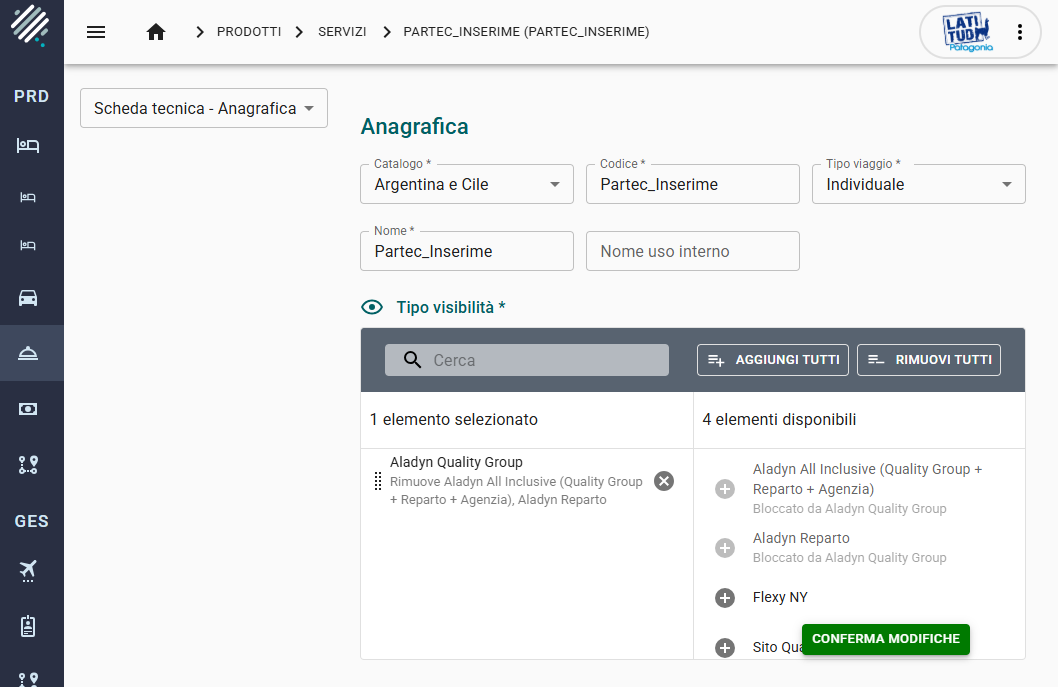 PRODOTTI
SERVIZI
PARTEC_INSERIME (PARTEC_INSERIME)
LATI
TUD
Patagonia
PRD
GES
Scheda tecnica - Anagrafica
Anagrafica
Catalogo *
Argentina e Cile
Codice *
Partec_Inserime
Tipo viaggio *
Individuale
Nome *
Partec_Inserime
Nome uso interno
Tipo visibilità *
Cerca
AGGIUNGI TUTTI
RIMUOVI TUTTI
1 elemento selezionato
4 elementi disponibili
Aladyn Quality Group
Rimuove Aladyn All Inclusive (Quality Group
+ Reparto + Agenzia), Aladyn Reparto
Aladyn All Inclusive (Quality Group +
Reparto + Agenzia)
Bloccato da Aladyn Quality Group
Aladyn Reparto
Bloccato da Aladyn Quality Group
Flexy NY
Sito
CONFERMA MODIFICHE